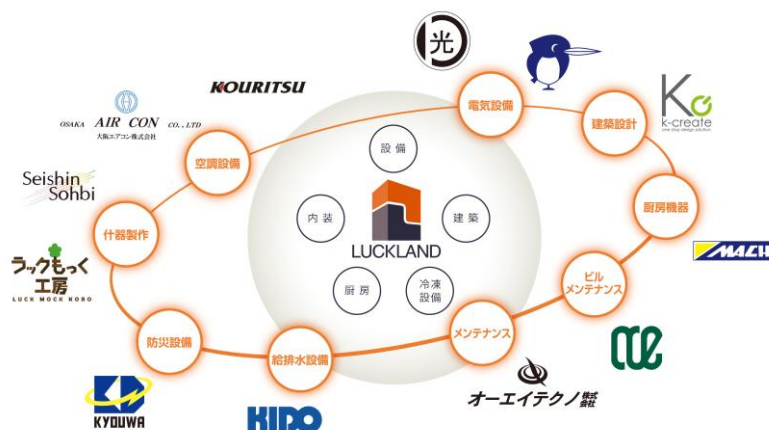 光
KOURITSU
電気設備
K
k-create
one stop design solution
建築設計
OSAKA AIR CON CO.,LTD
大阪エアコン株式会社
空調設備
設備
Seishin
Sohbi
什器製作
内装
建築
厨房機器
LUCKLAND
MACH
ラックもっく
工房
LUCK MOCK KOBO
厨房
冷凍
設備
ビル
メンテナンス
防災設備
給排水設備
メンテナンス
KYOUWA
KIDO
オーエイテクノ株式会社